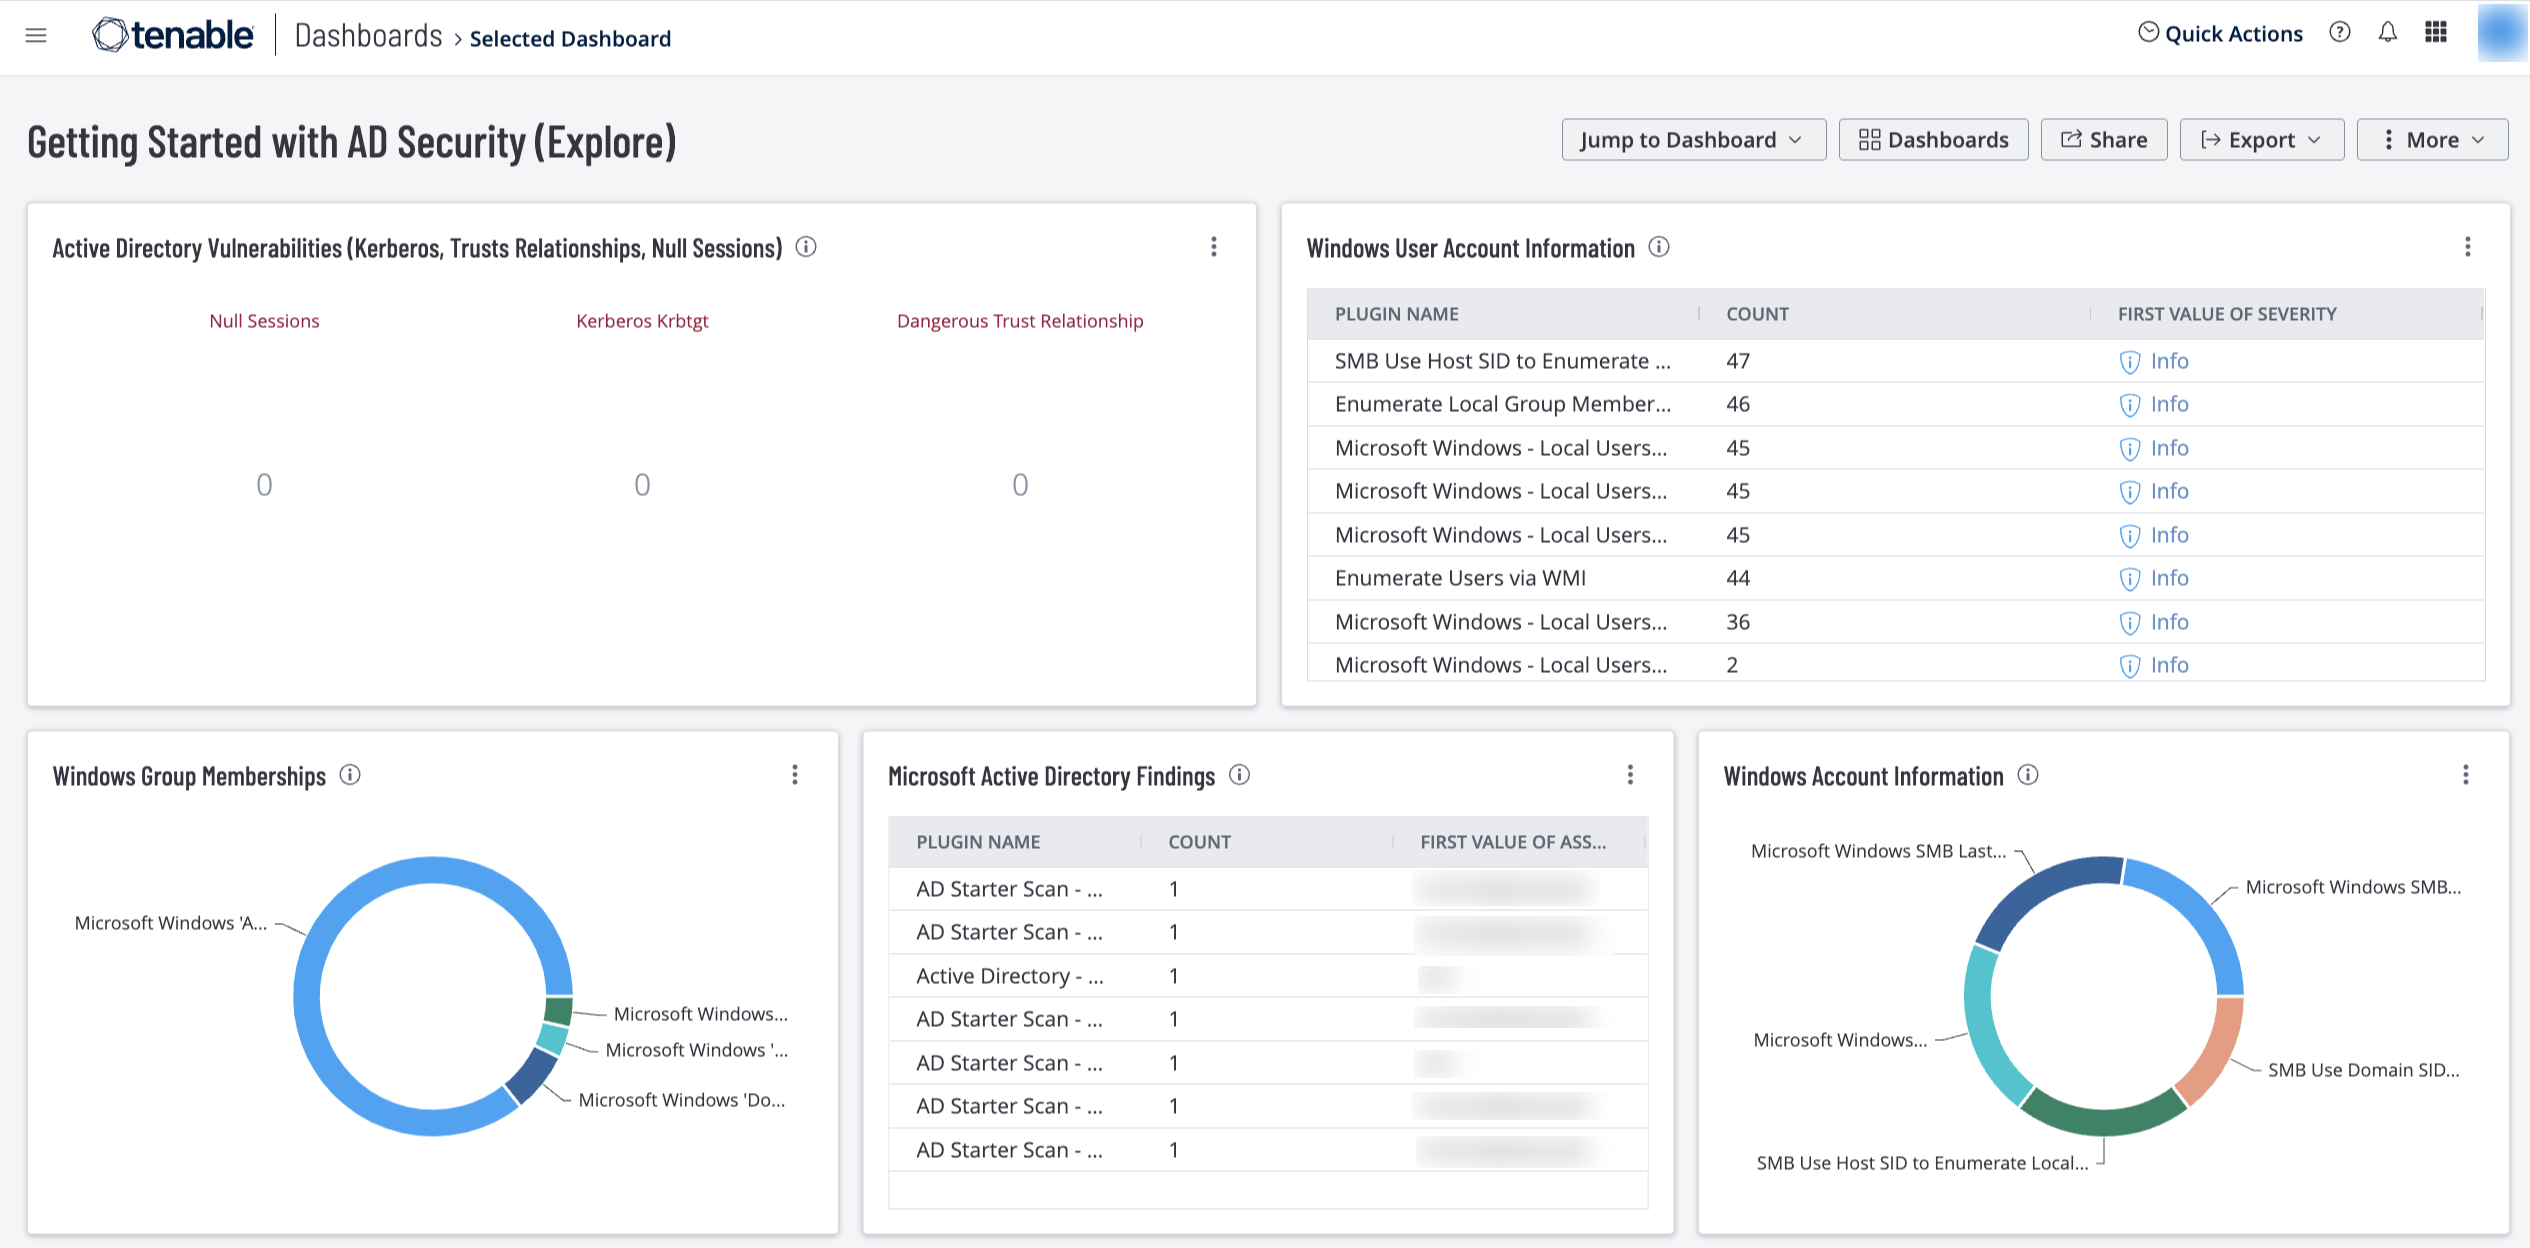 tenable Dashboards > Selected Dashboard Quick Actions
Getting Started with AD Security (Explore)
Jump to Dashboard Dashboards Share Export More
Active Directory Vulnerabilities (Kerberos, Trusts Relationships, Null Sessions)
Null Sessions Kerberos Krbtgt Dangerous Trust Relationship
0 0 0
Windows User Account Information
PLUGIN NAME COUNT FIRST VALUE OF SEVERITY
SMB Use Host SID to Enumerate ... 47 Info
Enumerate Local Group Member... 46 Info
Microsoft Windows - Local Users... 45 Info
Microsoft Windows - Local Users... 45 Info
Microsoft Windows - Local Users... 45 Info
Enumerate Users via WMI 44 Info
Microsoft Windows - Local Users... 36 Info
Microsoft Windows - Local Users... 2 Info
Windows Group Memberships
Microsoft Windows 'A...
Microsoft Windows...
Microsoft Windows '...
Microsoft Windows 'Do...
Microsoft Active Directory Findings
PLUGIN NAME COUNT FIRST VALUE OF ASS...
AD Starter Scan - ... 1
AD Starter Scan - ... 1
Active Directory - ... 1
AD Starter Scan - ... 1
AD Starter Scan - ... 1
AD Starter Scan - ... 1
AD Starter Scan - ... 1
Windows Account Information
Microsoft Windows SMB Last...
Microsoft Windows SMB...
Microsoft Windows...
SMB Use Domain SID...
SMB Use Host SID to Enumerate Local...